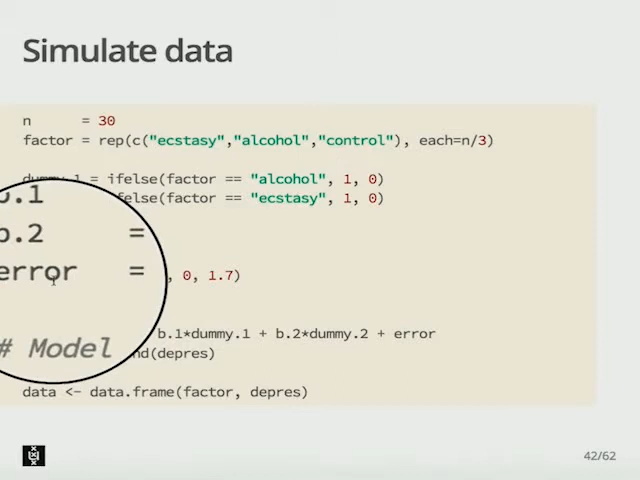 Simulate data
n = 30
factor = rep(c("ecstasy","alcohol","control"), each=n/3)
dummy.1 = ifelse(factor == "alcohol", 1, 0)
felse(factor == "ecstasy", 1, 0)
b.1
b.2 =
error = , 0, 1.7)
# Model
b.1*dummy.1 + b.2*dummy.2 + error
nd(depres)
data <- data.frame(factor, depres)
42/62